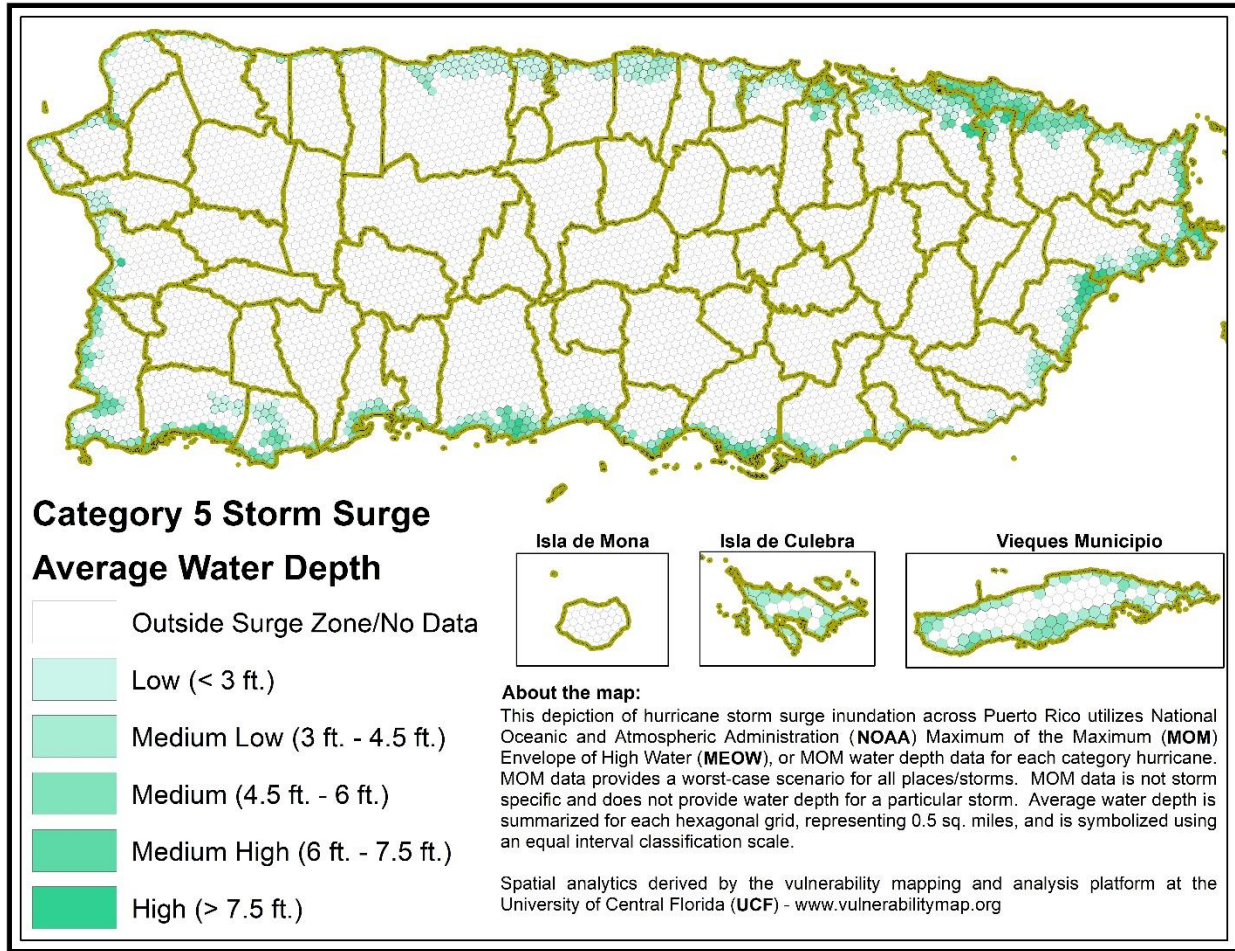 Category 5 Storm Surge
Average Water Depth
Outside Surge Zone/No Data
Low (< 3 ft.)
Medium Low (3 ft. - 4.5 ft.)
Medium (4.5 ft. - 6 ft.)
Medium High (6 ft. - 7.5 ft.)
High (> 7.5 ft.)
Isla de Mona
Isla de Culebra
Vieques Municipio
About the map:
This depiction of hurricane storm surge inundation across Puerto Rico utilizes National
Oceanic and Atmospheric Administration (NOAA) Maximum of the Maximum (MOM)
Envelope of High Water (MEOW), or MOM water depth data for each category hurricane.
MOM data provides a worst-case scenario for all places/storms. MOM data is not storm
specific and does not provide water depth for a particular storm. Average water depth is
summarized for each hexagonal grid, representing 0.5 sq. miles, and is symbolized using
an equal interval classification scale.
Spatial analytics derived by the vulnerability mapping and analysis platform at the
University of Central Florida (UCF) - www.vulnerabilitymap.org